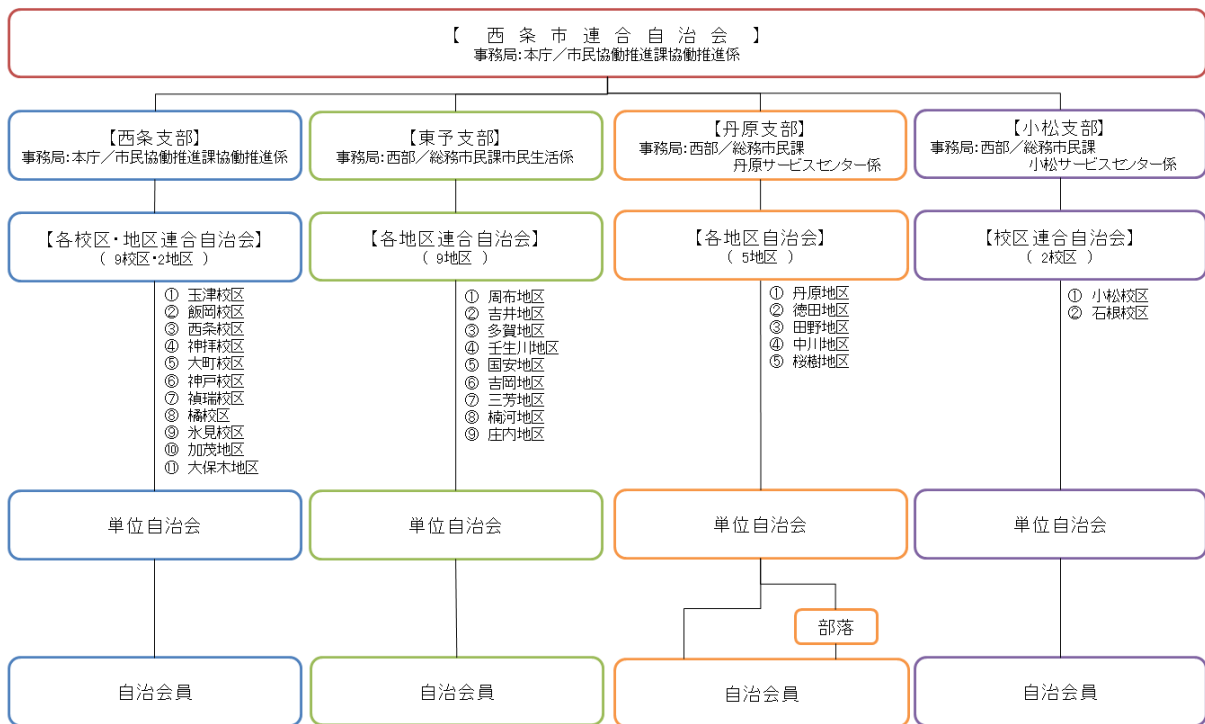 【 西 条 市 連 合 自 治 会 】
事務局:本庁／市民協働推進課協働推進係
【西条支部】
事務局:本庁／市民協働推進課協働推進係
【東予支部】
事務局:西部／総務市民課市民生活係
【丹原支部】
事務局:西部／総務市民課
丹原サービスセンター係
【小松支部】
事務局:西部／総務市民課
小松サービスセンター係
【各校区・地区連合自治会】
( 9校区・2地区 )
【各地区連合自治会】
( 9地区 )
【各地区自治会】
( 5地区 )
【校区連合自治会】
( 2校区 )
① 玉津校区
② 飯岡校区
③ 西条校区
④ 神拝校区
⑤ 大町校区
⑥ 神戸校区
⑦ 禎瑞校区
⑧ 橘校区
⑨ 氷見校区
⑩ 加茂地区
⑪ 大保木地区
① 周布地区
② 吉井地区
③ 多賀地区
④ 壬生川地区
⑤ 国安地区
⑥ 吉岡地区
⑦ 三芳地区
⑧ 楠河地区
⑨ 庄内地区
① 丹原地区
② 徳田地区
③ 田野地区
④ 中川地区
⑤ 桜樹地区
① 小松校区
② 石根校区
単位自治会
単位自治会
単位自治会
単位自治会
部落
自治会員
自治会員
自治会員
自治会員